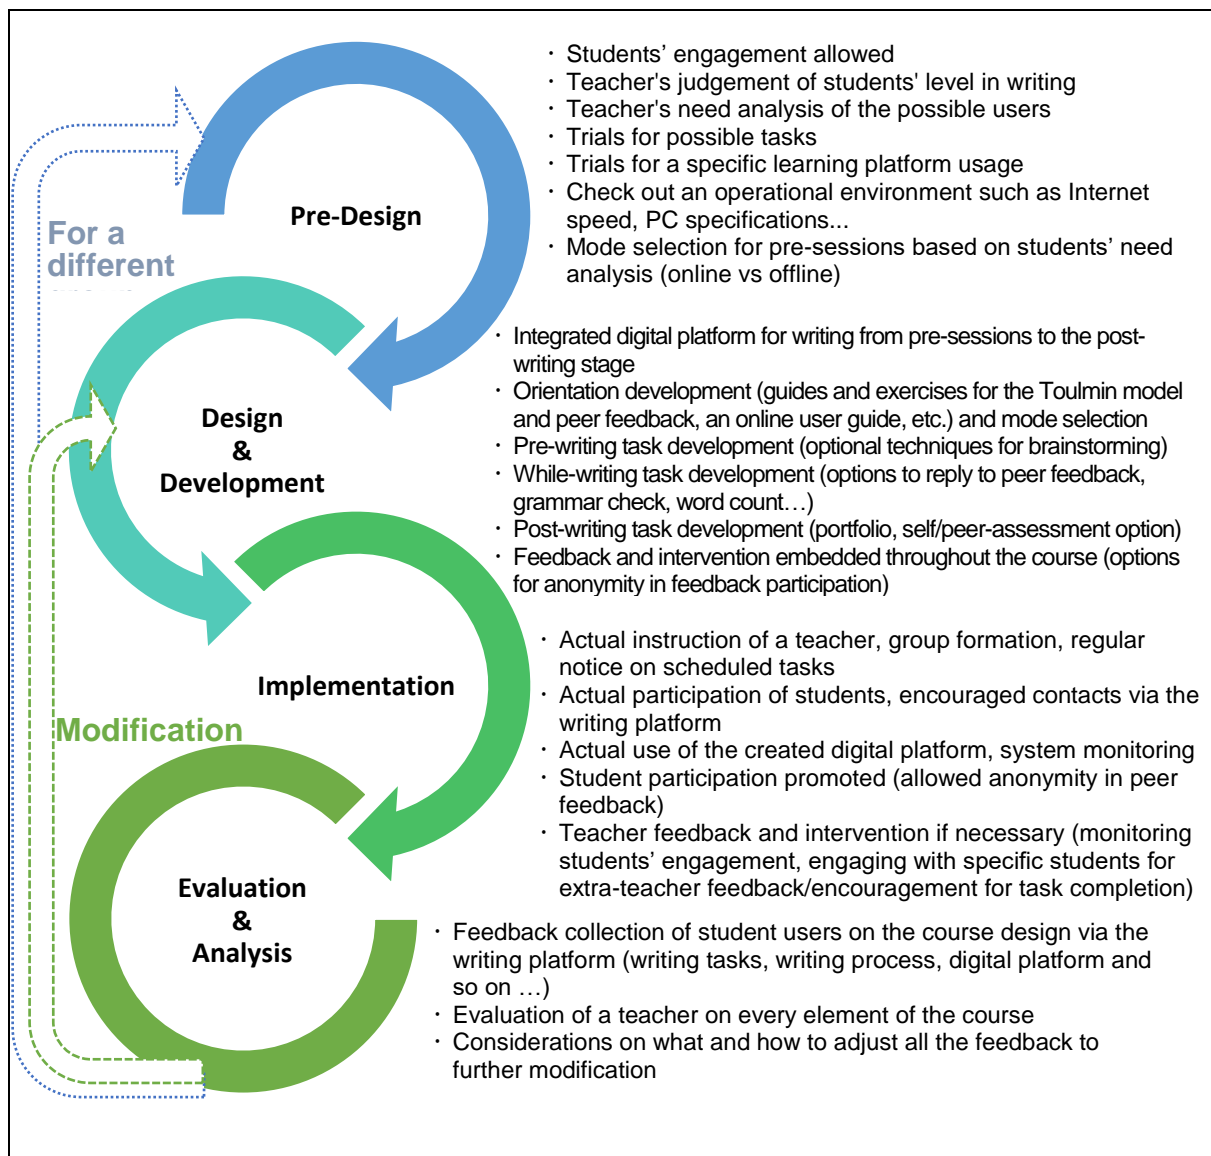 · Students’ engagement allowed
· Teacher's judgement of students' level in writing
· Teacher's need analysis of the possible users
· Trials for possible tasks
· Trials for a specific learning platform usage
· Check out an operational environment such as Internet
speed, PC specifications...
· Mode selection for pre-sessions based on students’ need
analysis (online vs offline)
Pre-Design
For a
different
· Integrated digital platform for writing from pre-sessions to the post-
writing stage
· Orientation development (guides and exercises for the Toulmin model
and peer feedback, an online user guide, etc.) and mode selection
· Pre-writing task development (optional techniques for brainstorming)
· While-writing task development (options to reply to peer feedback,
grammar check, word count…)
· Post-writing task development (portfolio, self/peer-assessment option)
· Feedback and intervention embedded throughout the course (options
for anonymity in feedback participation)
Design
&
Development
· Actual instruction of a teacher, group formation, regular
notice on scheduled tasks
· Actual participation of students, encouraged contacts via the
writing platform
· Actual use of the created digital platform, system monitoring
· Student participation promoted (allowed anonymity in peer
feedback)
· Teacher feedback and intervention if necessary (monitoring
students’ engagement, engaging with specific students for
extra-teacher feedback/encouragement for task completion)
Implementation
Modification
Evaluation
&
Analysis
· Feedback collection of student users on the course design via the
writing platform (writing tasks, writing process, digital platform and
so on …)
· Evaluation of a teacher on every element of the course
· Considerations on what and how to adjust all the feedback to
further modification